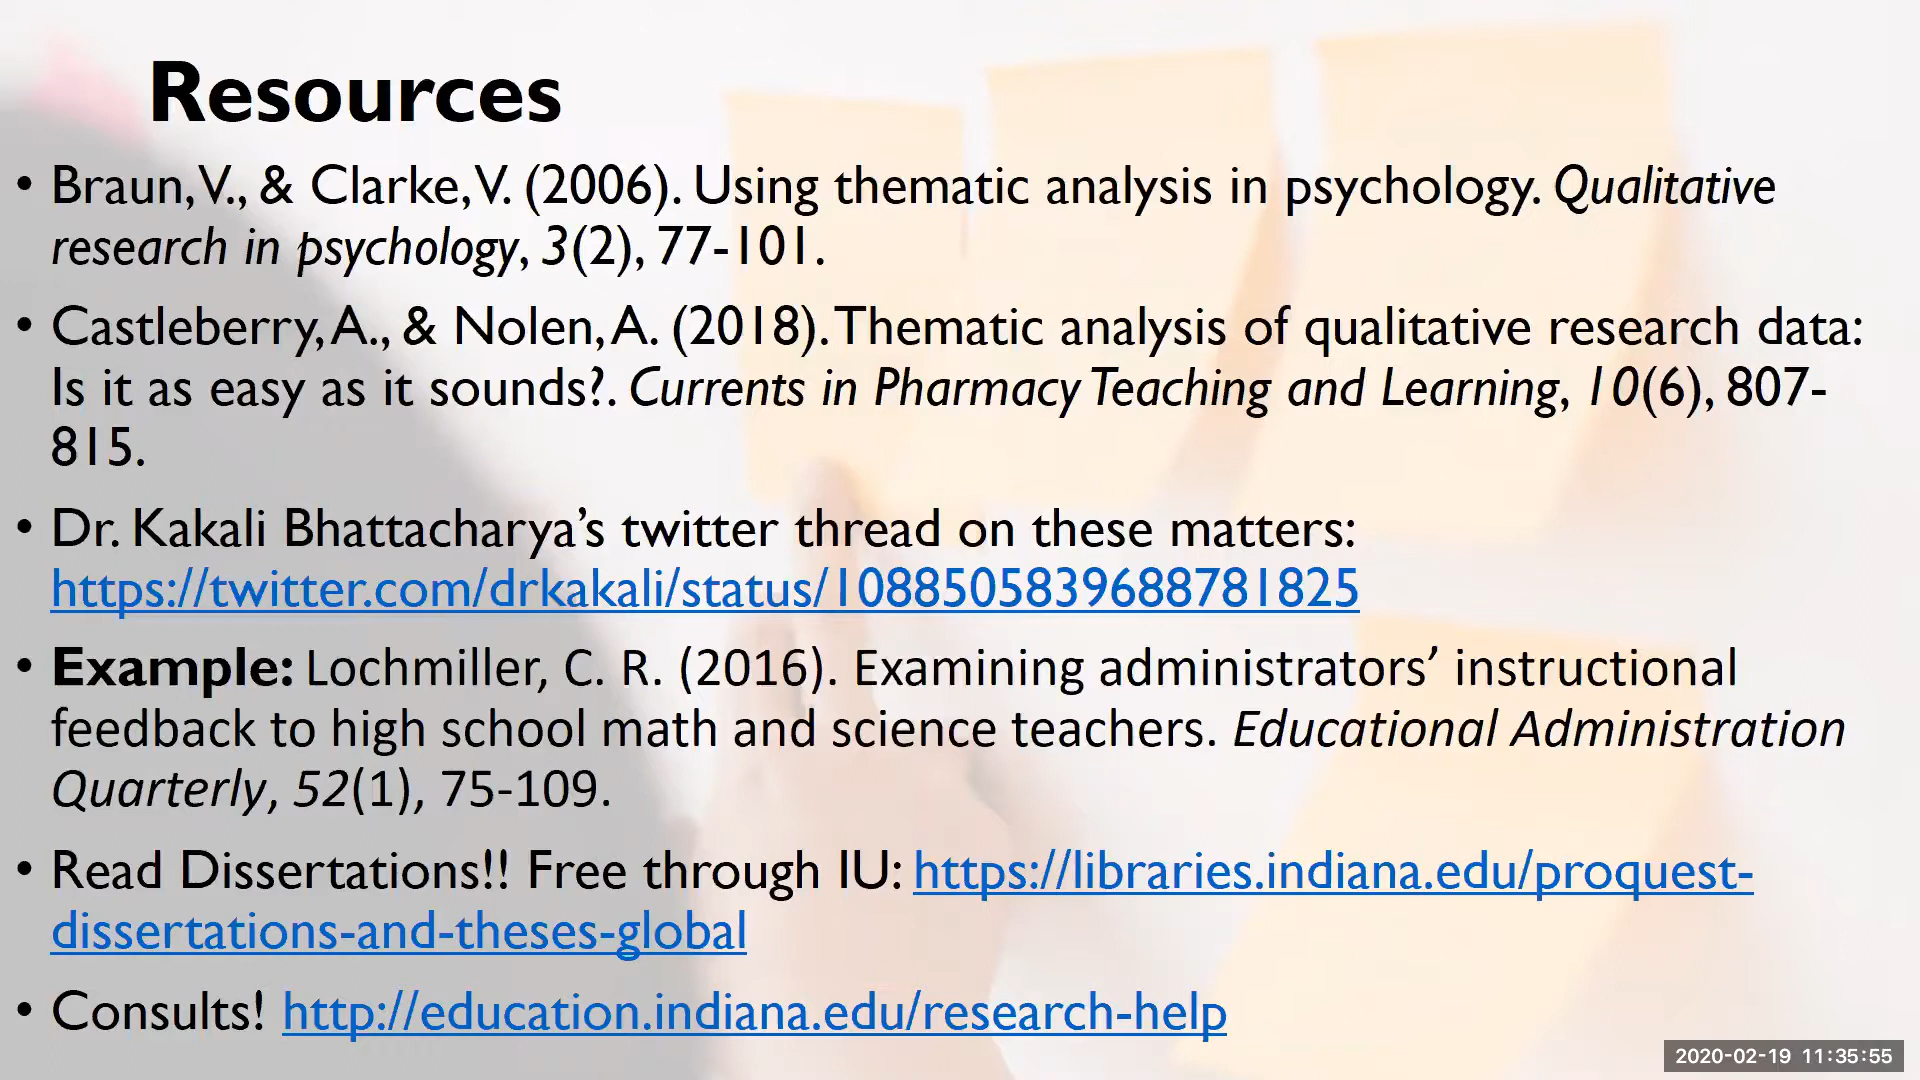 Resources
• Braun, V., & Clarke, V. (2006). Using thematic analysis in psychology. Qualitative
research in psychology, 3(2), 77-101.
• Castleberry, A., & Nolen, A. (2018). Thematic analysis of qualitative research data:
Is it as easy as it sounds?. Currents in Pharmacy Teaching and Learning, 10(6), 807-
815.
• Dr. Kakali Bhattacharya’s twitter thread on these matters:
https://twitter.com/drkakali/status/1088505839688781825
• Example: Lochmiller, C. R. (2016). Examining administrators’ instructional
feedback to high school math and science teachers. Educational Administration
Quarterly, 52(1), 75-109.
• Read Dissertations!! Free through IU: https://libraries.indiana.edu/proquest-
dissertations-and-theses-global
• Consults! http://education.indiana.edu/research-help
2020-02-19 11:35:55